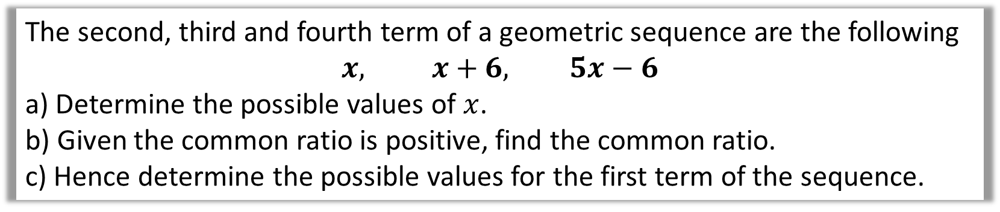 The second, third and fourth term of a geometric sequence are the following
x, x + 6, 5x − 6
a) Determine the possible values of x.
b) Given the common ratio is positive, find the common ratio.
c) Hence determine the possible values for the first term of the sequence.